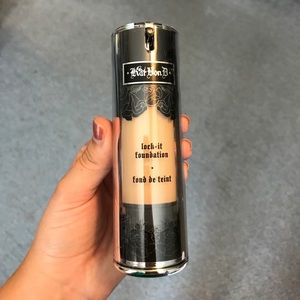 ·Kat Von D·
lock-it
foundation
·
fond de teint